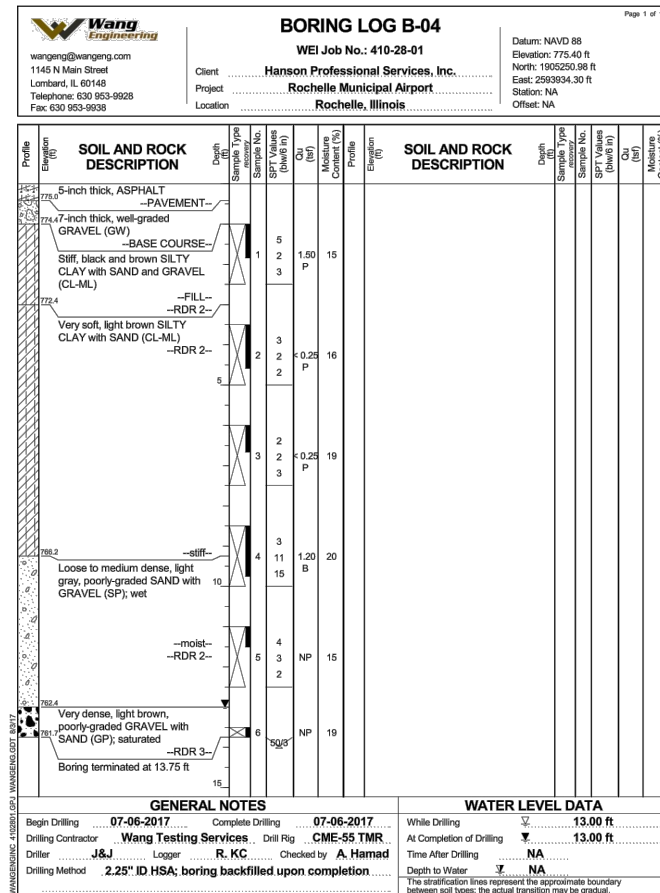 Page 1 of
Wang
Engineering
wangeng@wangeng.com
1145 N Main Street
Lombard, IL 60148
Telephone: 630 953-9928
Fax: 630 953-9938
BORING LOG B-04
WEI Job No.: 410-28-01
Client Hanson Professional Services, Inc.
Project Rochelle Municipal Airport
Location Rochelle, Illinois
Datum: NAVD 88
Elevation: 775.40 ft
North: 1905250.98 ft
East: 2593934.30 ft
Station: NA
Offset: NA
Profile
Elevation (ft)
SOIL AND ROCK DESCRIPTION
Depth (ft)
Sample Type
recovery
Sample No.
SPT Values (blw/6 in)
Qu (tsf)
Moisture Content (%)
Profile
Elevation (ft)
SOIL AND ROCK DESCRIPTION
Depth (ft)
Sample Type
recovery
Sample No.
SPT Values (blw/6 in)
Qu (tsf)
Moisture
5-inch thick, ASPHALT
775.0 --PAVEMENT--
774.4 7-inch thick, well-graded
GRAVEL (GW)
--BASE COURSE--
Stiff, black and brown SILTY
CLAY with SAND and GRAVEL
(CL-ML)
1
5
2
3
1.50
P
15
--FILL--
772.4 --RDR 2--
Very soft, light brown SILTY
CLAY with SAND (CL-ML)
--RDR 2--
2
3
2
2
< 0.25
P
16
5
3
2
2
3
< 0.25
P
19
766.2 --stiff--
4
3
11
15
1.20
B
20
Loose to medium dense, light
gray, poorly-graded SAND with
GRAVEL (SP); wet
10
--moist--
--RDR 2--
5
4
3
2
NP
15
762.4
Very dense, light brown,
poorly-graded GRAVEL with
SAND (GP); saturated
761.7 --RDR 3--
6
50/3
NP
19
Boring terminated at 13.75 ft
15
WANGENGINC 4102801.GPJ WANGENG.GDT 8/3/17
GENERAL NOTES
Begin Drilling 07-06-2017 Complete Drilling 07-06-2017
Drilling Contractor Wang Testing Services Drill Rig CME-55 TMR
Driller J&J Logger R. KC Checked by A. Hamad
Drilling Method 2.25" ID HSA; boring backfilled upon completion
WATER LEVEL DATA
While Drilling 13.00 ft
At Completion of Drilling 13.00 ft
Time After Drilling NA
Depth to Water NA
The stratification lines represent the approximate boundary
between soil types; the actual transition may be gradual.